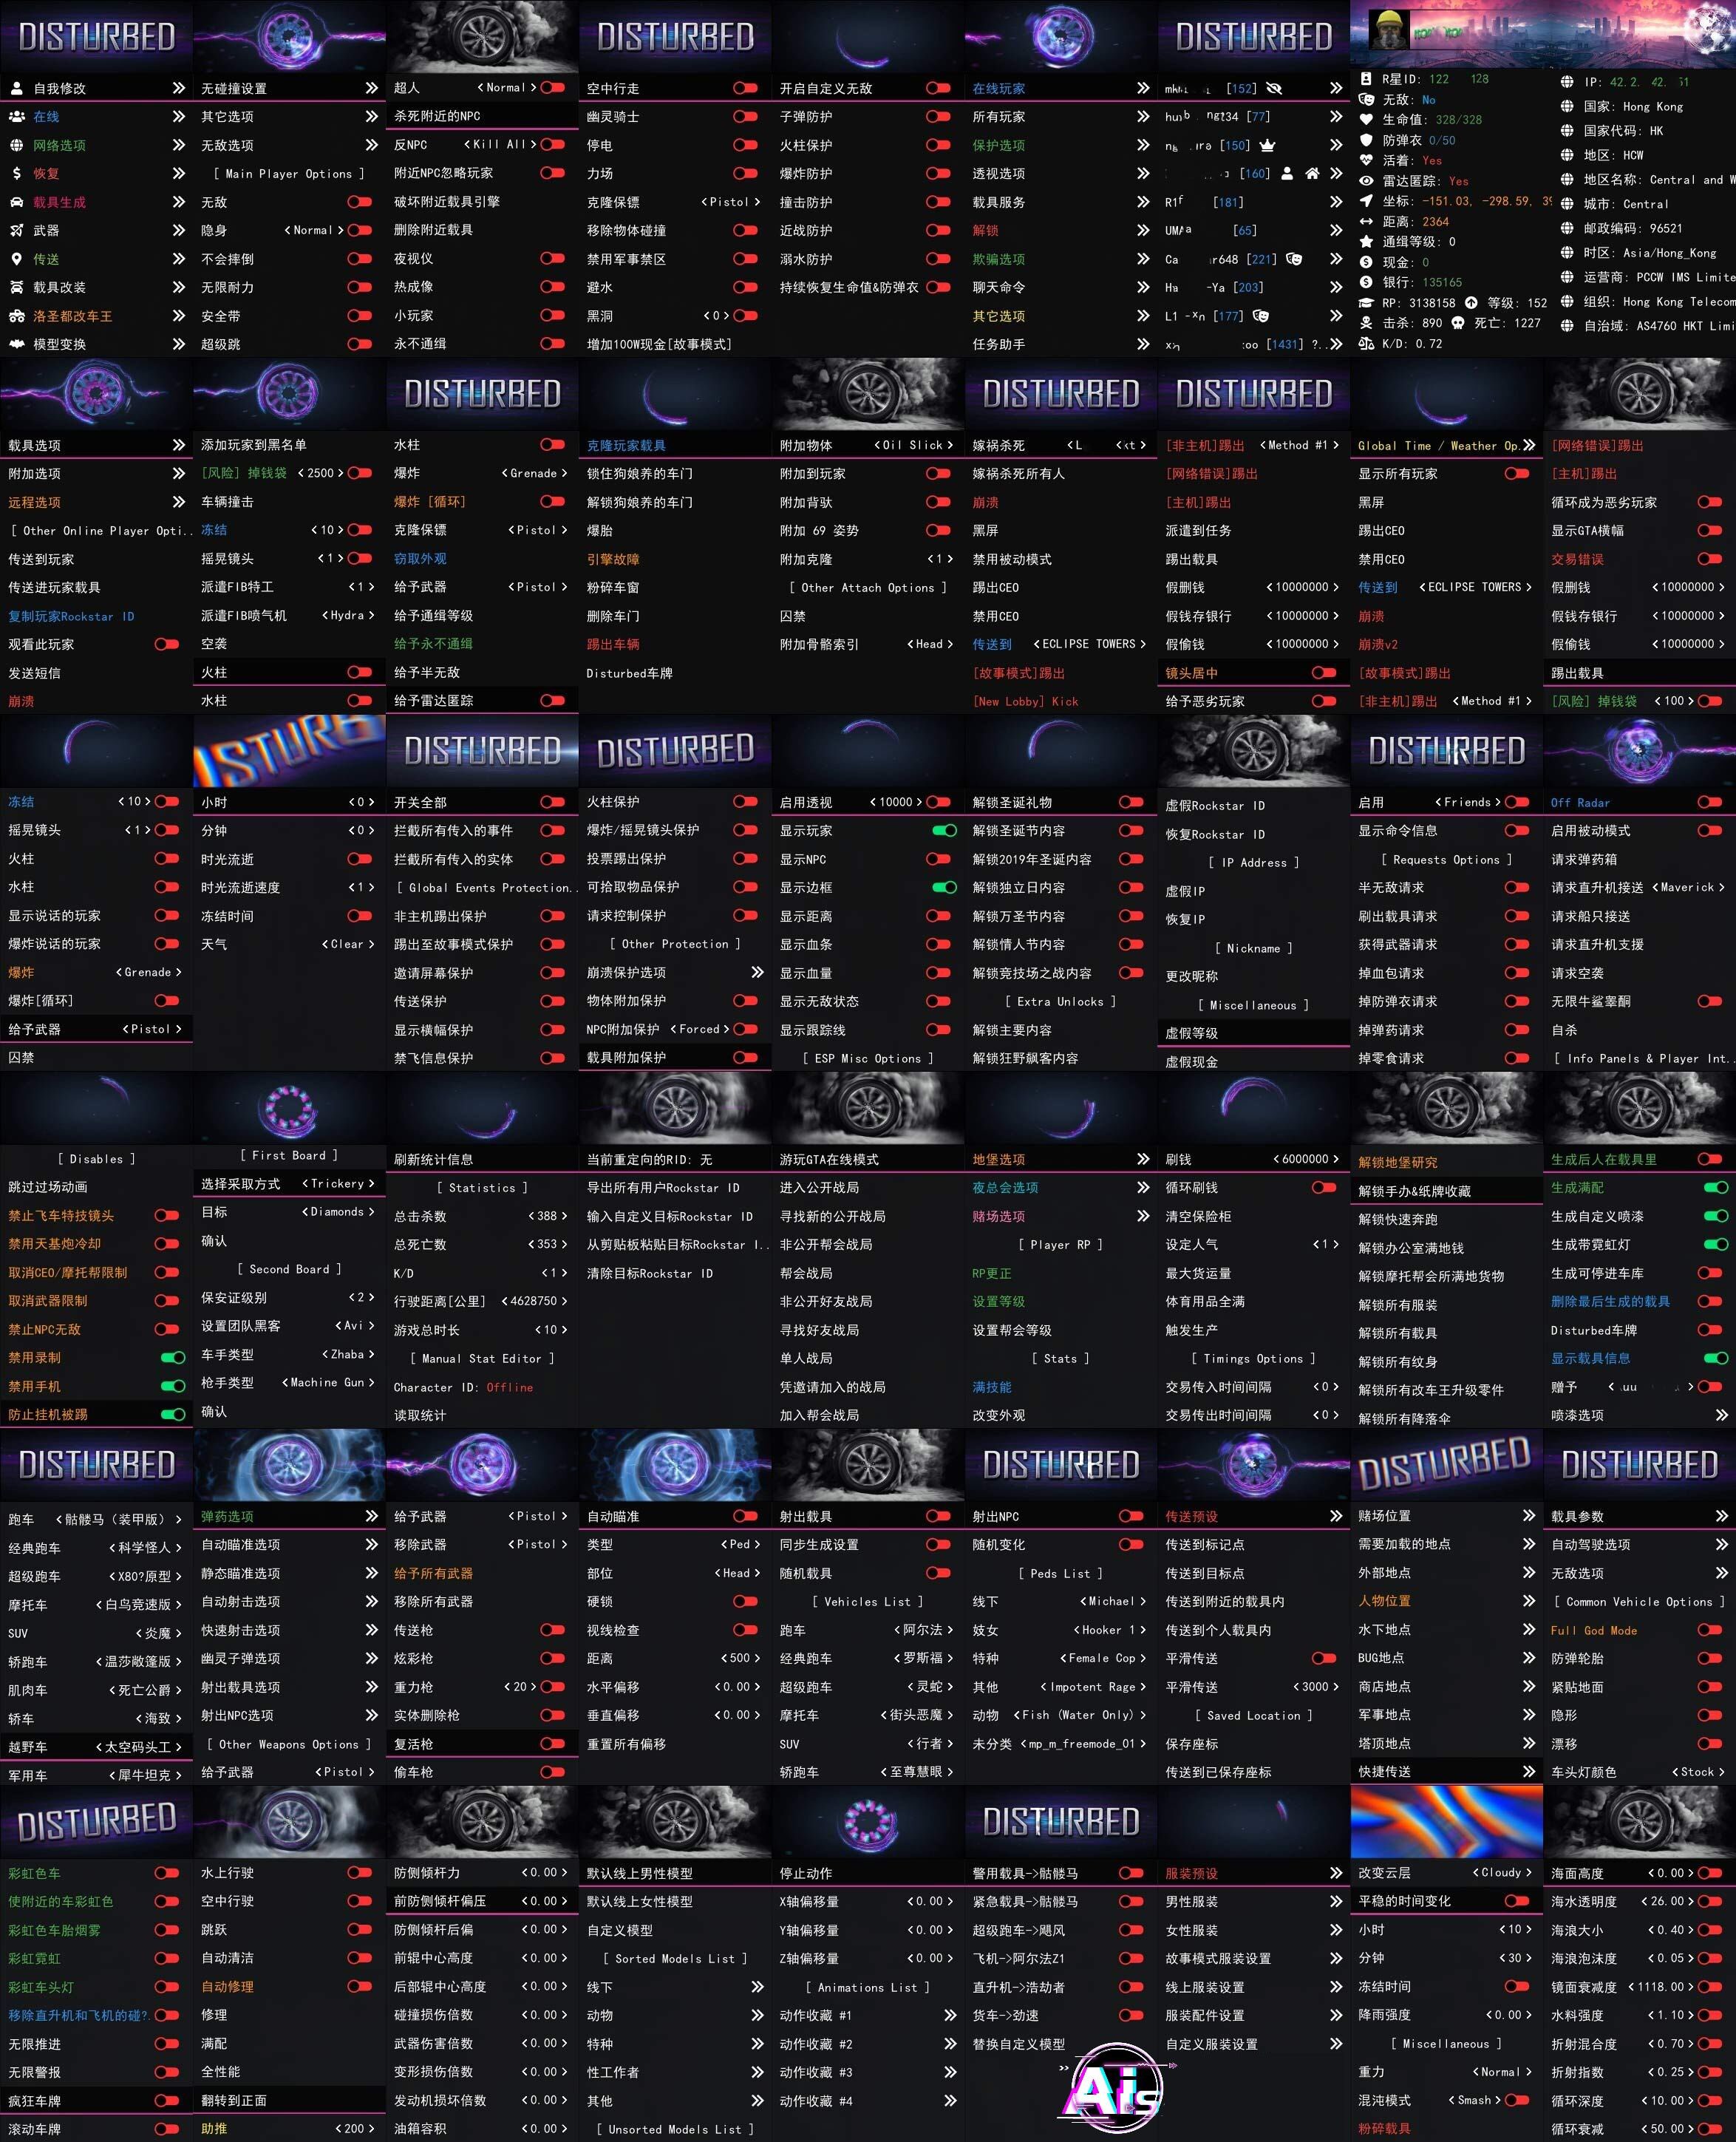 DISTURBED
自我修改
在线
网络选项
恢复
载具生成
武器
传送
载具改装
洛圣都改车王
模型变换
无碰撞设置
其它选项
无敌选项
[ Main Player Options ]
无敌
隐身 <Normal>
不会摔倒
无限耐力
安全带
超级跳
超人 <Normal>
杀死附近的NPC
反NPC <Kill All>
附近NPC忽略玩家
破坏附近载具引擎
删除附近载具
夜视仪
热成像
小玩家
永不通缉
DISTURBED
空中行走
幽灵骑士
停电
力场
克隆保镖 <Pistol>
移除物体碰撞
禁用军事禁区
避水
黑洞 <0>
增加100W现金[故事模式]
开启自定义无敌
子弹防护
火柱保护
爆炸防护
撞击防护
近战防护
溺水防护
持续恢复生命值&防弹衣
在线玩家
所有玩家
保护选项
透视选项
载具服务
解锁
欺骗选项
聊天命令
其它选项
任务助手
DISTURBED
[152]
[77]
[150]
[160]
[181]
[65]
[221]
[203]
[177]
[1431]
R星ID: 122 128
无敌: No
生命值: 328/328
防弹衣 0/50
活着: Yes
雷达匿踪: Yes
坐标: -151.03, -298.59,
距离: 2364
通缉等级: 0
现金: 0
银行: 135165
RP: 3138158 等级: 152
击杀: 890 死亡: 1227
K/D: 0.72
IP: 42.2.
国家: Hong Kong
国家代码: HK
地区: HCW
地区名称: Central and W
城市: Central
邮政编码: 96521
时区: Asia/Hong_Kong
运营商: PCCW IMS Limite
组织: Hong Kong Telecom
自治域: AS4760 HKT Limi
载具选项
附加选项
远程选项
[ Other Online Player Opti..
传送到玩家
传送进玩家载具
复制玩家Rockstar ID
观看此玩家
发送短信
崩溃
添加玩家到黑名单
[风险] 掉钱袋 <2500>
车辆撞击
冻结 <10>
摇晃镜头 <1>
派遣FIB特工 <1>
派遣FIB喷气机 <Hydra>
空袭
火柱
水柱
DISTURBED
水柱
爆炸 <Grenade>
爆炸 [循环]
克隆保镖 <Pistol>
窃取外观
给予武器 <Pistol>
给予通缉等级
给予永不通缉
给予半无敌
给予雷达匿踪
克隆玩家载具
锁住狗娘养的车门
解锁狗娘养的车门
爆胎
引擎故障
粉碎车窗
删除车门
踢出车辆
Disturbed车牌
附加物体 <Oil Slick>
附加到玩家
附加背驮
附加 69 姿势
附加克隆 <1>
[ Other Attach Options ]
囚禁
附加骨骼索引 <Head>
DISTURBED
嫁祸杀死
嫁祸杀死所有人
崩溃
黑屏
禁用被动模式
踢出CEO
禁用CEO
传送到 <ECLIPSE TOWERS>
[故事模式]踢出
[New Lobby] Kick
DISTURBED
[非主机]踢出 <Method #1>
[网络错误]踢出
[主机]踢出
派遣到任务
踢出载具
假删钱 <10000000>
假钱存银行 <10000000>
假偷钱 <10000000>
镜头居中
给予恶劣玩家
Global Time / Weather Op.
显示所有玩家
黑屏
踢出CEO
禁用CEO
传送到 <ECLIPSE TOWERS>
崩溃
崩溃v2
[故事模式]踢出
[非主机]踢出 <Method #1>
[网络错误]踢出
[主机]踢出
循环成为恶劣玩家
显示GTA横幅
交易错误
假删钱 <10000000>
假钱存银行 <10000000>
假偷钱 <10000000>
踢出载具
[风险] 掉钱袋 <100>
冻结 <10>
摇晃镜头 <1>
火柱
水柱
显示说话的玩家
爆炸说话的玩家
爆炸 <Grenade>
爆炸[循环]
给予武器 <Pistol>
囚禁
ISTURB
小时 <0>
分钟 <0>
时光流逝
时光流逝速度 <1>
冻结时间
天气 <Clear>
DISTURBED
开关全部
拦截所有传入的事件
拦截所有传入的实体
[ Global Events Protection..
非主机踢出保护
踢出至故事模式保护
邀请屏幕保护
传送保护
显示横幅保护
禁飞信息保护
DISTURBED
火柱保护
爆炸/摇晃镜头保护
投票踢出保护
可拾取物品保护
请求控制保护
[ Other Protection ]
崩溃保护选项
物体附加保护
NPC附加保护 <Forced>
载具附加保护
启用透视 <10000>
显示玩家
显示NPC
显示边框
显示距离
显示血条
显示血量
显示无敌状态
显示跟踪线
[ ESP Misc Options ]
解锁圣诞礼物
解锁圣诞节内容
解锁2019年圣诞内容
解锁独立日内容
解锁万圣节内容
解锁情人节内容
解锁竞技场之战内容
[ Extra Unlocks ]
解锁主要内容
解锁狂野飙客内容
虚假Rockstar ID
恢复Rockstar ID
[ IP Address ]
虚假IP
恢复IP
[ Nickname ]
更改昵称
[ Miscellaneous ]
虚假等级
虚假现金
DISTURBED
启用 <Friends>
显示命令信息
[ Requests Options ]
半无敌请求
刷出载具请求
获得武器请求
掉血包请求
掉防弹衣请求
掉弹药请求
掉零食请求
Off Radar
启用被动模式
请求弹药箱
请求直升机接送 <Maverick>
请求船只接送
请求直升机支援
请求空袭
无限牛鲨睾酮
自杀
[ Info Panels & Player Int..
[ Disables ]
跳过过场动画
禁止飞车特技镜头
禁用天基炮冷却
取消CEO/摩托帮限制
取消武器限制
禁止NPC无敌
禁用录制
禁用手机
防止挂机被踢
[ First Board ]
选择采取方式 <Trickery>
目标 <Diamonds>
确认
[ Second Board ]
保安证级别 <2>
设置团队黑客 <Avi>
车手类型 <Zhaba>
枪手类型 <Machine Gun>
确认
刷新统计信息
[ Statistics ]
总击杀数 <388>
总死亡数 <353>
K/D <1>
行驶距离[公里] <4628750>
游戏总时长 <10>
[ Manual Stat Editor ]
Character ID: Offline
读取统计
当前重定向的RID: 无
导出所有用户Rockstar ID
输入自定义目标Rockstar ID
从剪贴板粘贴目标Rockstar I..
清除目标Rockstar ID
游玩GTA在线模式
进入公开战局
寻找新的公开战局
非公开帮会战局
帮会战局
非公开好友战局
寻找好友战局
单人战局
凭邀请加入的战局
加入帮会战局
地堡选项
夜总会选项
赌场选项
[ Player RP ]
RP更正
设置等级
设置帮会等级
[ Stats ]
满技能
改变外观
刷钱 <6000000>
循环刷钱
清空保险柜
设定人气 <1>
最大货运量
体育用品全满
触发生产
[ Timings Options ]
交易传入时间间隔 <0>
交易传出时间间隔 <0>
解锁地堡研究
解锁手办&纸牌收藏
解锁快速奔跑
解锁办公室满地钱
解锁摩托帮会所满地货物
解锁所有服装
解锁所有载具
解锁所有纹身
解锁所有改车王升级零件
解锁所有降落伞
生成后人在载具里
生成满配
生成自定义喷漆
生成带霓虹灯
生成可停进车库
删除最后生成的载具
Disturbed车牌
显示载具信息
赠予
喷漆选项
DISTURBED
跑车 <骷髅马（装甲版）>
经典跑车 <科学怪人>
超级跑车 <X80?原型>
摩托车 <白鸟竞速版>
SUV <炎魔>
轿跑车 <温莎敞篷版>
肌肉车 <死亡公爵>
轿车 <海致>
越野车 <太空码头工>
军用车 <犀牛坦克>
弹药选项
自动瞄准选项
静态瞄准选项
自动射击选项
快速射击选项
幽灵子弹选项
射出载具选项
射出NPC选项
[ Other Weapons Options ]
给予武器 <Pistol>
给予武器 <Pistol>
移除武器 <Pistol>
给予所有武器
移除所有武器
传送枪
炫彩枪
重力枪 <20>
实体删除枪
复活枪
偷车枪
自动瞄准
类型 <Ped>
部位 <Head>
硬锁
视线检查
距离 <500>
水平偏移 <0.00>
垂直偏移 <0.00>
重置所有偏移
射出载具
同步生成设置
随机载具
[ Vehicles List ]
跑车 <阿尔法>
经典跑车 <罗斯福>
超级跑车 <灵蛇>
摩托车 <街头恶魔>
SUV <行者>
轿跑车 <至尊慧眼>
DISTURBED
射出NPC
随机变化
[ Peds List ]
线下 <Michael>
妓女 <Hooker 1>
特种 <Female Cop>
其他 <Impotent Rage>
动物 <Fish (Water Only)>
未分类 <mp_m_freemode_01>
传送预设
传送到标记点
传送到目标点
传送到附近的载具内
传送到个人载具内
平滑传送
平滑传送 <3000>
[ Saved Location ]
保存座标
传送到已保存座标
DISTURBED
赌场位置
需要加载的地点
外部地点
人物位置
水下地点
BUG地点
商店地点
军事地点
塔顶地点
快捷传送
DISTURBED
载具参数
自动驾驶选项
无敌选项
[ Common Vehicle Options ]
Full God Mode
防弹轮胎
紧贴地面
隐形
漂移
车头灯颜色 <Stock>
DISTURBED
彩虹色车
使附近的车彩虹色
彩虹色车胎烟雾
彩虹霓虹
彩虹车头灯
移除直升机和飞机的碰?.
无限推进
无限警报
疯狂车牌
滚动车牌
水上行驶
空中行驶
跳跃
自动清洁
自动修理
修理
满配
全性能
翻转到正面
助推 <200>
防侧倾杆力 <0.00>
前防侧倾杆偏压 <0.00>
防侧倾杆后偏 <0.00>
前辊中心高度 <0.00>
后部辊中心高度 <0.00>
碰撞损伤倍数 <0.00>
武器伤害倍数 <0.00>
变形损伤倍数 <0.00>
发动机损坏倍数 <0.00>
油箱容积 <0.00>
默认线上男性模型
默认线上女性模型
自定义模型
[ Sorted Models List ]
线下
动物
特种
性工作者
其他
[ Unsorted Models List ]
停止动作
X轴偏移量 <0.00>
Y轴偏移量 <0.00>
Z轴偏移量 <0.00>
[ Animations List ]
动作收藏 #1
动作收藏 #2
动作收藏 #3
动作收藏 #4
DISTURBED
警用载具->骷髅马
紧急载具->骷髅马
超级跑车->飓风
飞机->阿尔法Z1
直升机->浩劫者
货车->劲速
替换自定义模型
Ais
服装预设
男性服装
女性服装
故事模式服装设置
线上服装设置
服装配件设置
自定义服装设置
改变云层 <Cloudy>
平稳的时间变化
小时 <10>
分钟 <30>
冻结时间
降雨强度 <0.00>
[ Miscellaneous ]
重力 <Normal>
混沌模式 <Smash>
粉碎载具
海面高度 <0.00>
海水透明度 <26.00>
海浪大小 <0.40>
海浪泡沫度 <0.05>
镜面衰减度 <1118.00>
水料强度 <1.10>
折射混合度 <0.70>
折射指数 <0.25>
循环深度 <10.00>
循环衰减 <50.00>